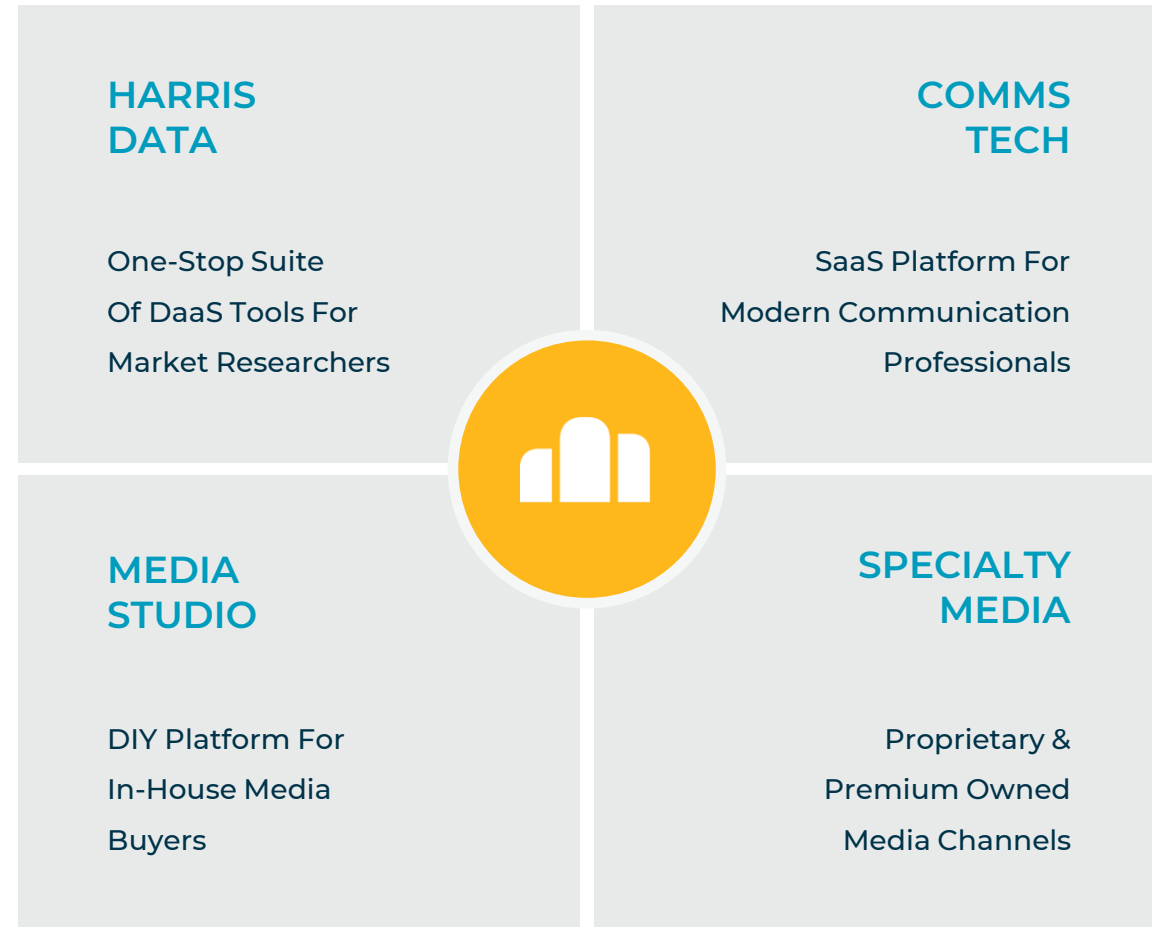 HARRIS
DATA
One-Stop Suite
Of DaaS Tools For
Market Researchers
COMMS
TECH
SaaS Platform For
Modern Communication
Professionals
MEDIA
STUDIO
DIY Platform For
In-House Media
Buyers
SPECIALTY
MEDIA
Proprietary &
Premium Owned
Media Channels